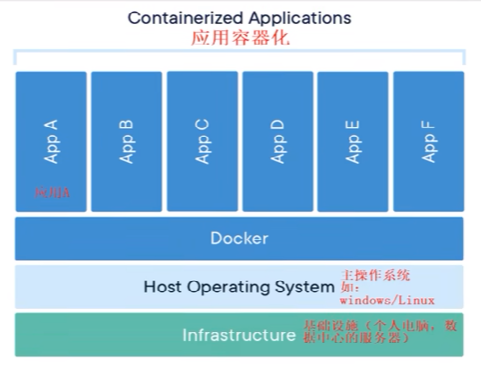 Containerized Applications
应用容器化
App A
App B
App C
App D
App E
App F
应用A
Docker
Host Operating System
主操作系统
如:
windows/Linux
Infrastructure
基础设施（个人电脑，数
据中心的服务器）